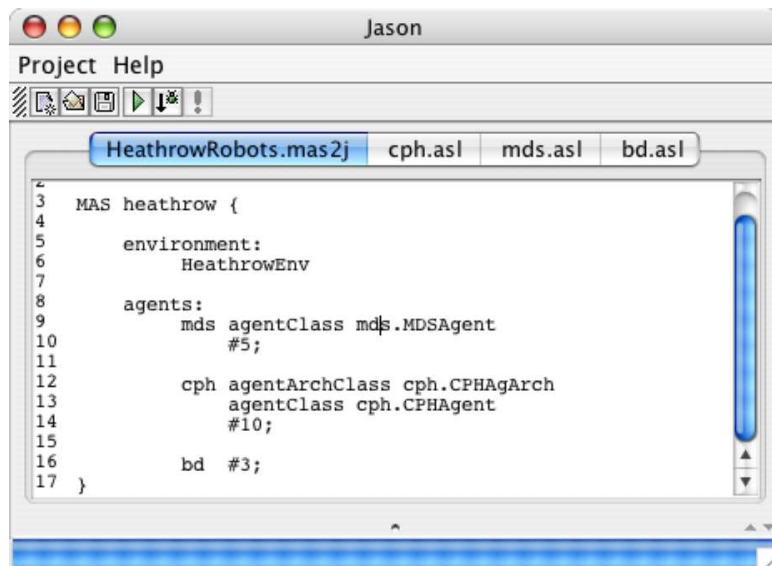 Jason
Project Help
HeathrowRobots.mas2j cph.asl mds.asl bd.asl
2
3 MAS heathrow {
4
5 environment:
6 HeathrowEnv
7
8 agents:
9 mds agentClass mds.MDSAgent
10 #5;
11
12 cph agentArchClass cph.CPHAgArch
13 agentClass cph.CPHAgent
14 #10;
15
16 bd #3;
17 }